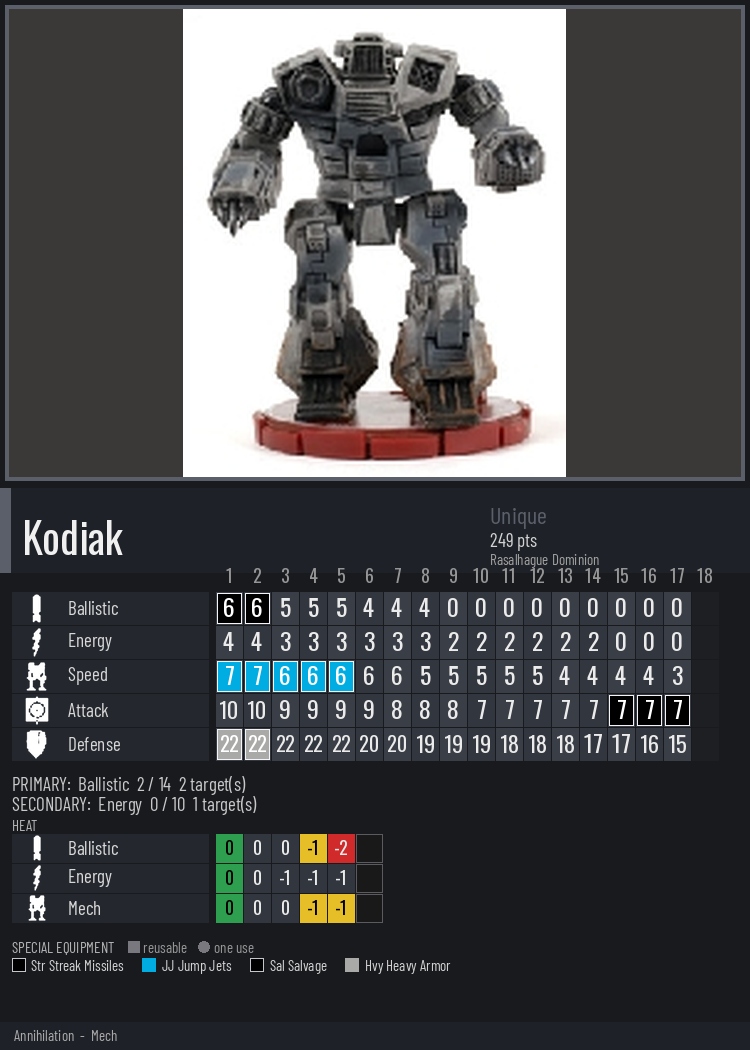 Kodiak
Unique
249 pts
Rasalhague Dominion
1 2 3 4 5 6 7 8 9 10 11 12 13 14 15 16 17 18
Ballistic 6 6 5 5 5 4 4 4 0 0 0 0 0 0 0 0 0
Energy 4 4 3 3 3 3 3 3 2 2 2 2 2 2 0 0 0
Speed 7 7 6 6 6 6 6 5 5 5 5 5 4 4 4 4 3
Attack 10 10 9 9 9 9 8 8 8 7 7 7 7 7 7 7 7
Defense 22 22 22 22 22 20 20 19 19 19 18 18 18 17 17 16 15
PRIMARY: Ballistic 2 / 14 2 target(s)
SECONDARY: Energy 0 / 10 1 target(s)
HEAT
Ballistic 0 0 0 -1 -2
Energy 0 0 -1 -1 -1
Mech 0 0 0 -1 -1
SPECIAL EQUIPMENT reusable one use
Str Streak Missiles JJ Jump Jets Sal Salvage Hvy Heavy Armor
Annihilation - Mech